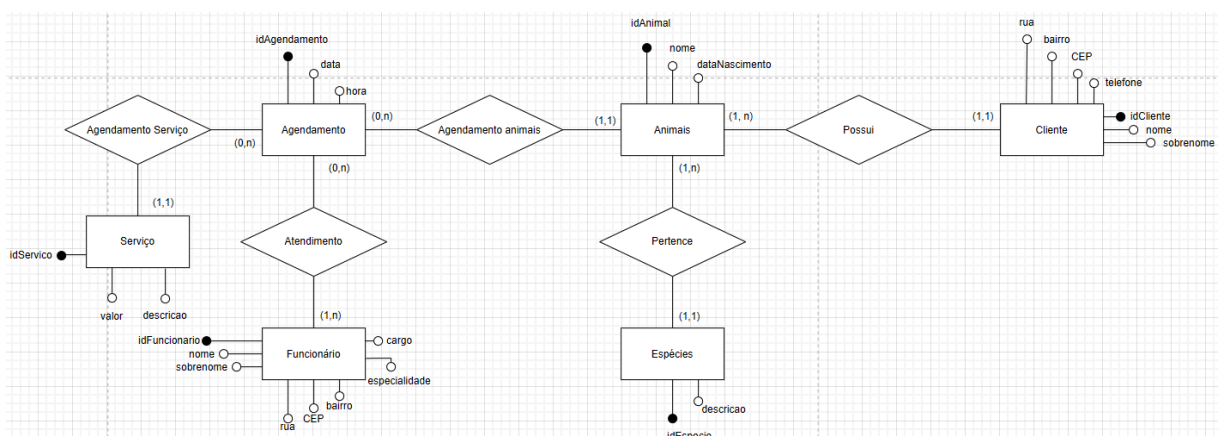 rua
idAnimal
bairro
idAgendamento
nome
CEP
data
dataNascimento
telefone
hora
(0,n)
(1,1)
(1, n)
(1,1)
idCliente
Agendamento Serviço
Agendamento
Agendamento animais
Animais
Possui
Cliente
nome
(0,n)
sobrenome
(0,n)
(1,n)
(1,1)
Serviço
Atendimento
Pertence
idServico
valor
descricao
(1,n)
(1,1)
idFuncionario
cargo
nome
Funcionário
Espécies
sobrenome
especialidade
bairro
descricao
CEP
rua